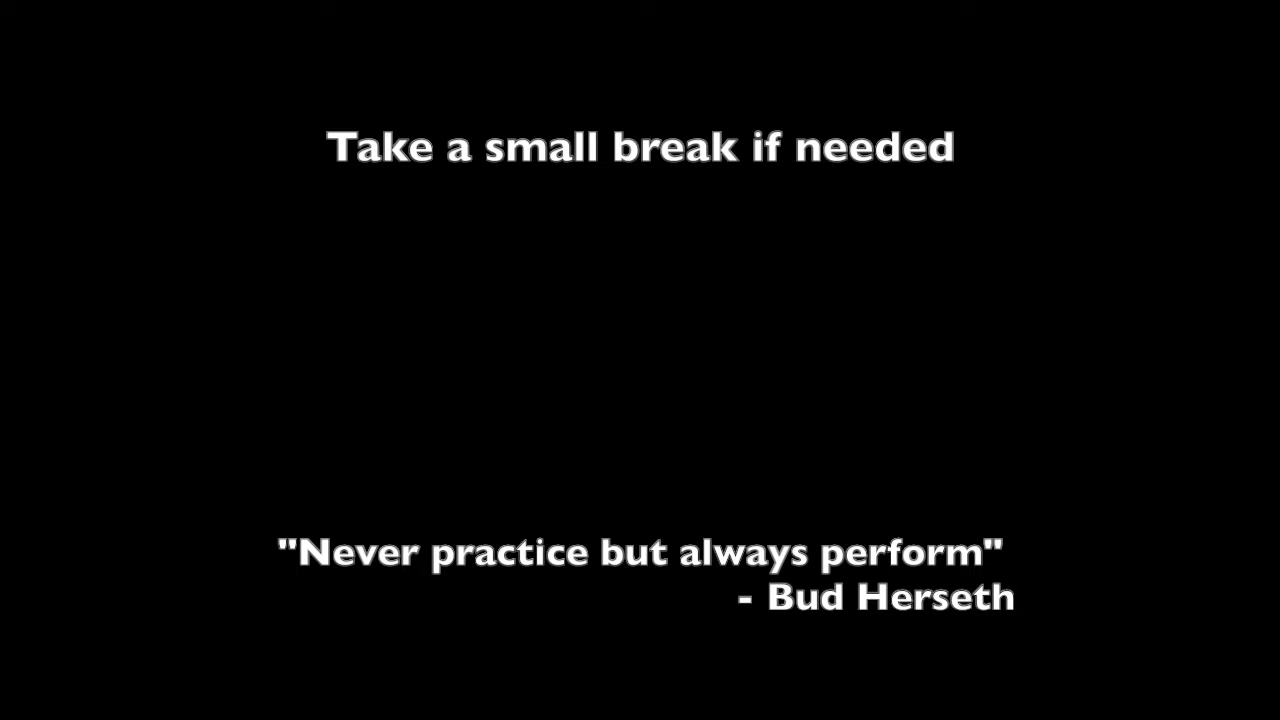 Take a small break if needed
"Never practice but always perform"
- Bud Herseth